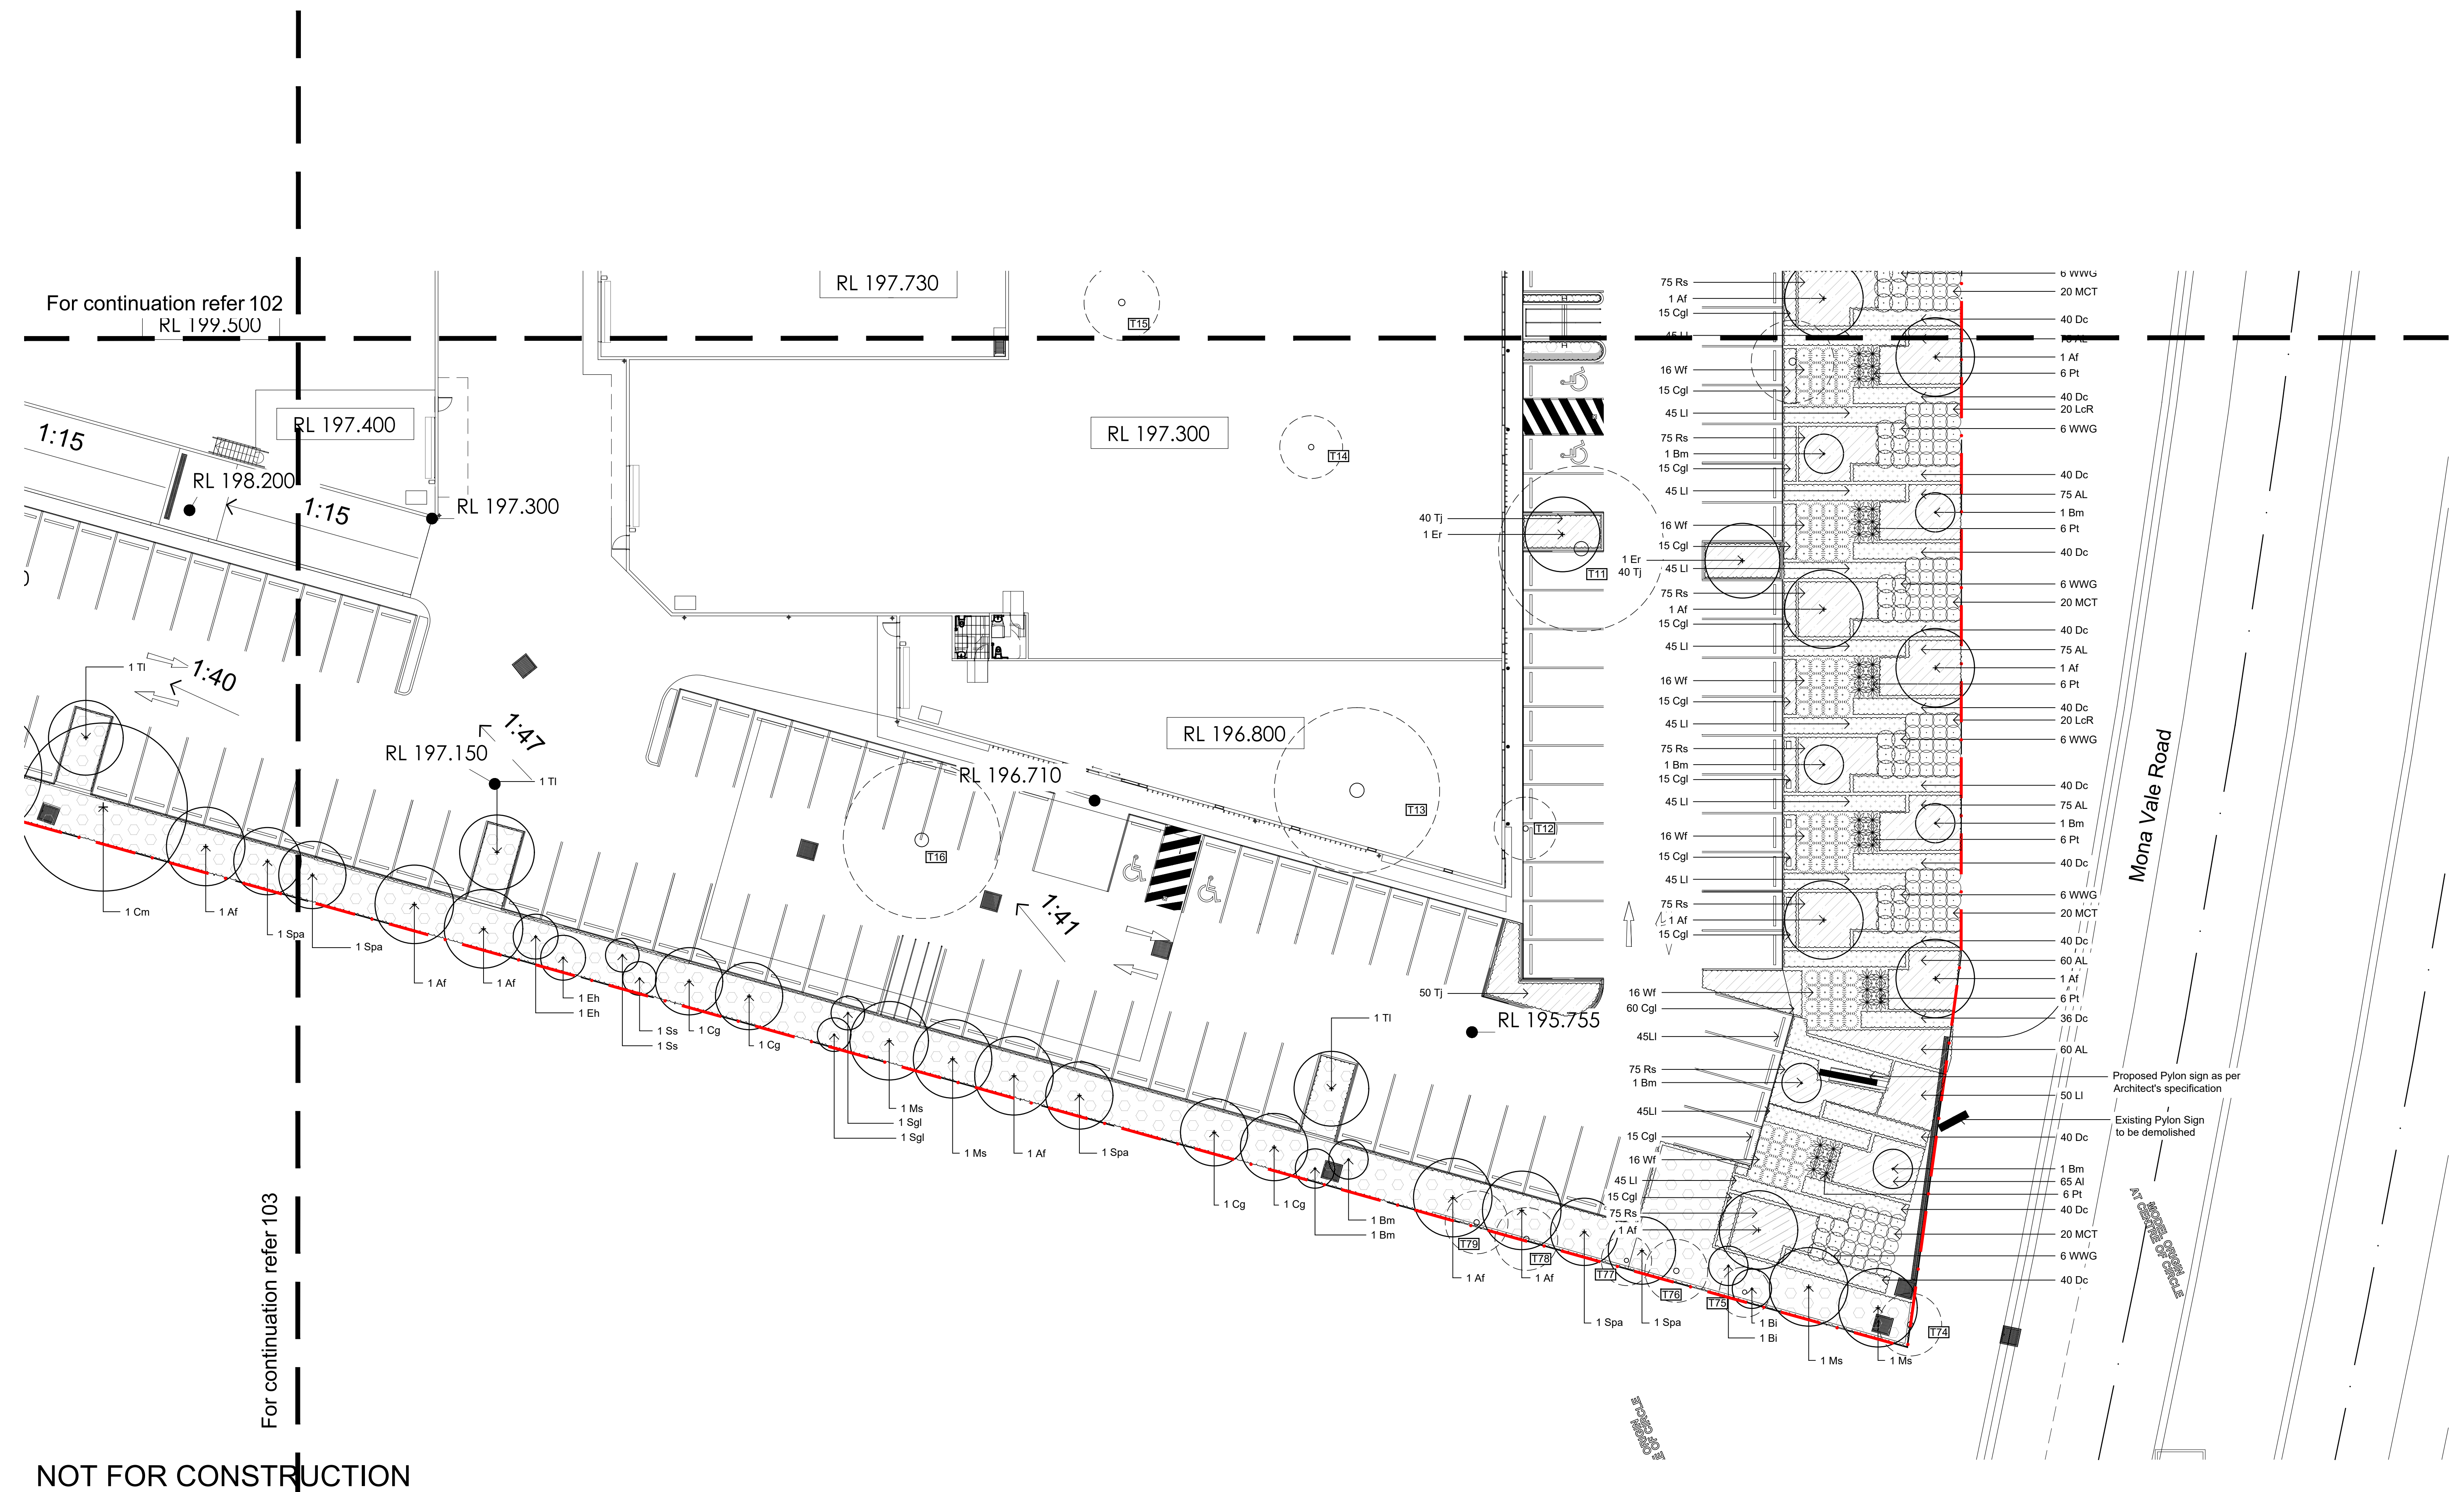 For continuation refer 102
RL 199.500
RL 197.730
T15
RL 197.400
RL 197.300
T14
1:15
RL 198.200
1:15
RL 197.300
40 Tj
1 Er
T11
1 Er
40 Tj
1 Tl
1:40
1:47
RL 197.150
1 Tl
RL 196.800
RL 196.710
T13
T12
T16
1:41
50 Tj
RL 195.755
1 Tl
75 Rs
1 Af
15 Cgl
45 Ll
16 Wf
15 Cgl
45 Ll
75 Rs
1 Bm
15 Cgl
45 Ll
16 Wf
15 Cgl
45 Ll
75 Rs
1 Af
15 Cgl
45 Ll
16 Wf
15 Cgl
45 Ll
75 Rs
1 Bm
15 Cgl
45 Ll
16 Wf
15 Cgl
45 Ll
75 Rs
1 Af
15 Cgl
16 Wf
60 Cgl
45Ll
75 Rs
1 Bm
45Ll
15 Cgl
16 Wf
45 Ll
15 Cgl
75 Rs
1 Af
6 WWG
20 MCT
40 Dc
75 AL
1 Af
6 Pt
40 Dc
20 LcR
6 WWG
40 Dc
75 AL
1 Bm
6 Pt
40 Dc
6 WWG
20 MCT
40 Dc
75 AL
1 Af
6 Pt
40 Dc
20 LcR
6 WWG
40 Dc
75 AL
1 Bm
6 Pt
40 Dc
6 WWG
20 MCT
40 Dc
60 AL
1 Af
6 Pt
36 Dc
60 AL
Proposed Pylon sign as per
Architect's specification
50 Ll
Existing Pylon Sign
to be demolished
40 Dc
1 Bm
65 Al
6 Pt
40 Dc
20 MCT
6 WWG
40 Dc
Mona Vale Road
MODEL ORIGIN
AT CENTRE OF CIRCLE
1 Cm
1 Af
1 Spa
1 Spa
1 Af
1 Af
1 Eh
1 Eh
1 Ss
1 Ss
1 Cg
1 Cg
1 Ms
1 Sgl
1 Sgl
1 Ms
1 Af
1 Spa
1 Cg
1 Cg
1 Bm
1 Bm
T79
T78
1 Af
1 Af
T77
T76
T75
1 Spa
1 Spa
1 Bi
1 Bi
1 Ms
1 Ms
T74
ORIGIN
E OF CIRCLE
For continuation refer 103
NOT FOR CONSTRUCTION